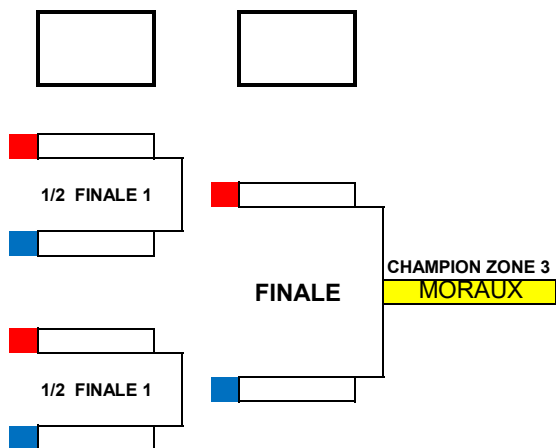 1/2 FINALE 1
CHAMPION ZONE 3
FINALE
MORAUX
1/2 FINALE 1